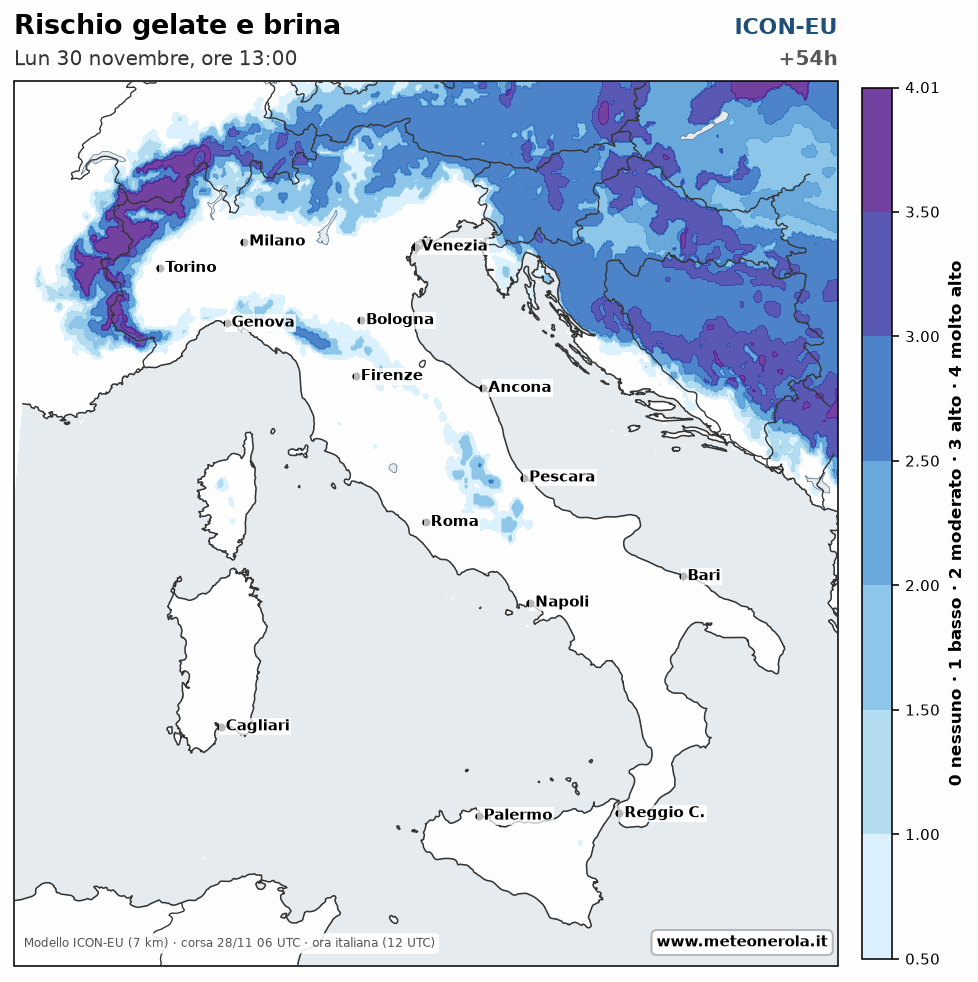 Rischio gelate e brina
ICON-EU
Lun 30 novembre, ore 13:00
+54h
4.01
3.50
3.00
2.50
2.00
1.50
1.00
0.50
0 nessuno · 1 basso · 2 moderato · 3 alto · 4 molto alto
Milano
Venezia
Torino
Genova
Bologna
Firenze
Ancona
Pescara
Roma
Bari
Napoli
Cagliari
Palermo
Reggio C.
Modello ICON-EU (7 km) · corsa 28/11 06 UTC · ora italiana (12 UTC)
www.meteonerola.it